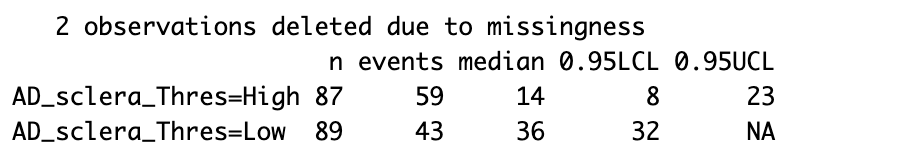 2 observations deleted due to missingness
n events median 0.95LCL 0.95UCL
AD_sclera_Thres=High 87 59 14 8 23
AD_sclera_Thres=Low 89 43 36 32 NA